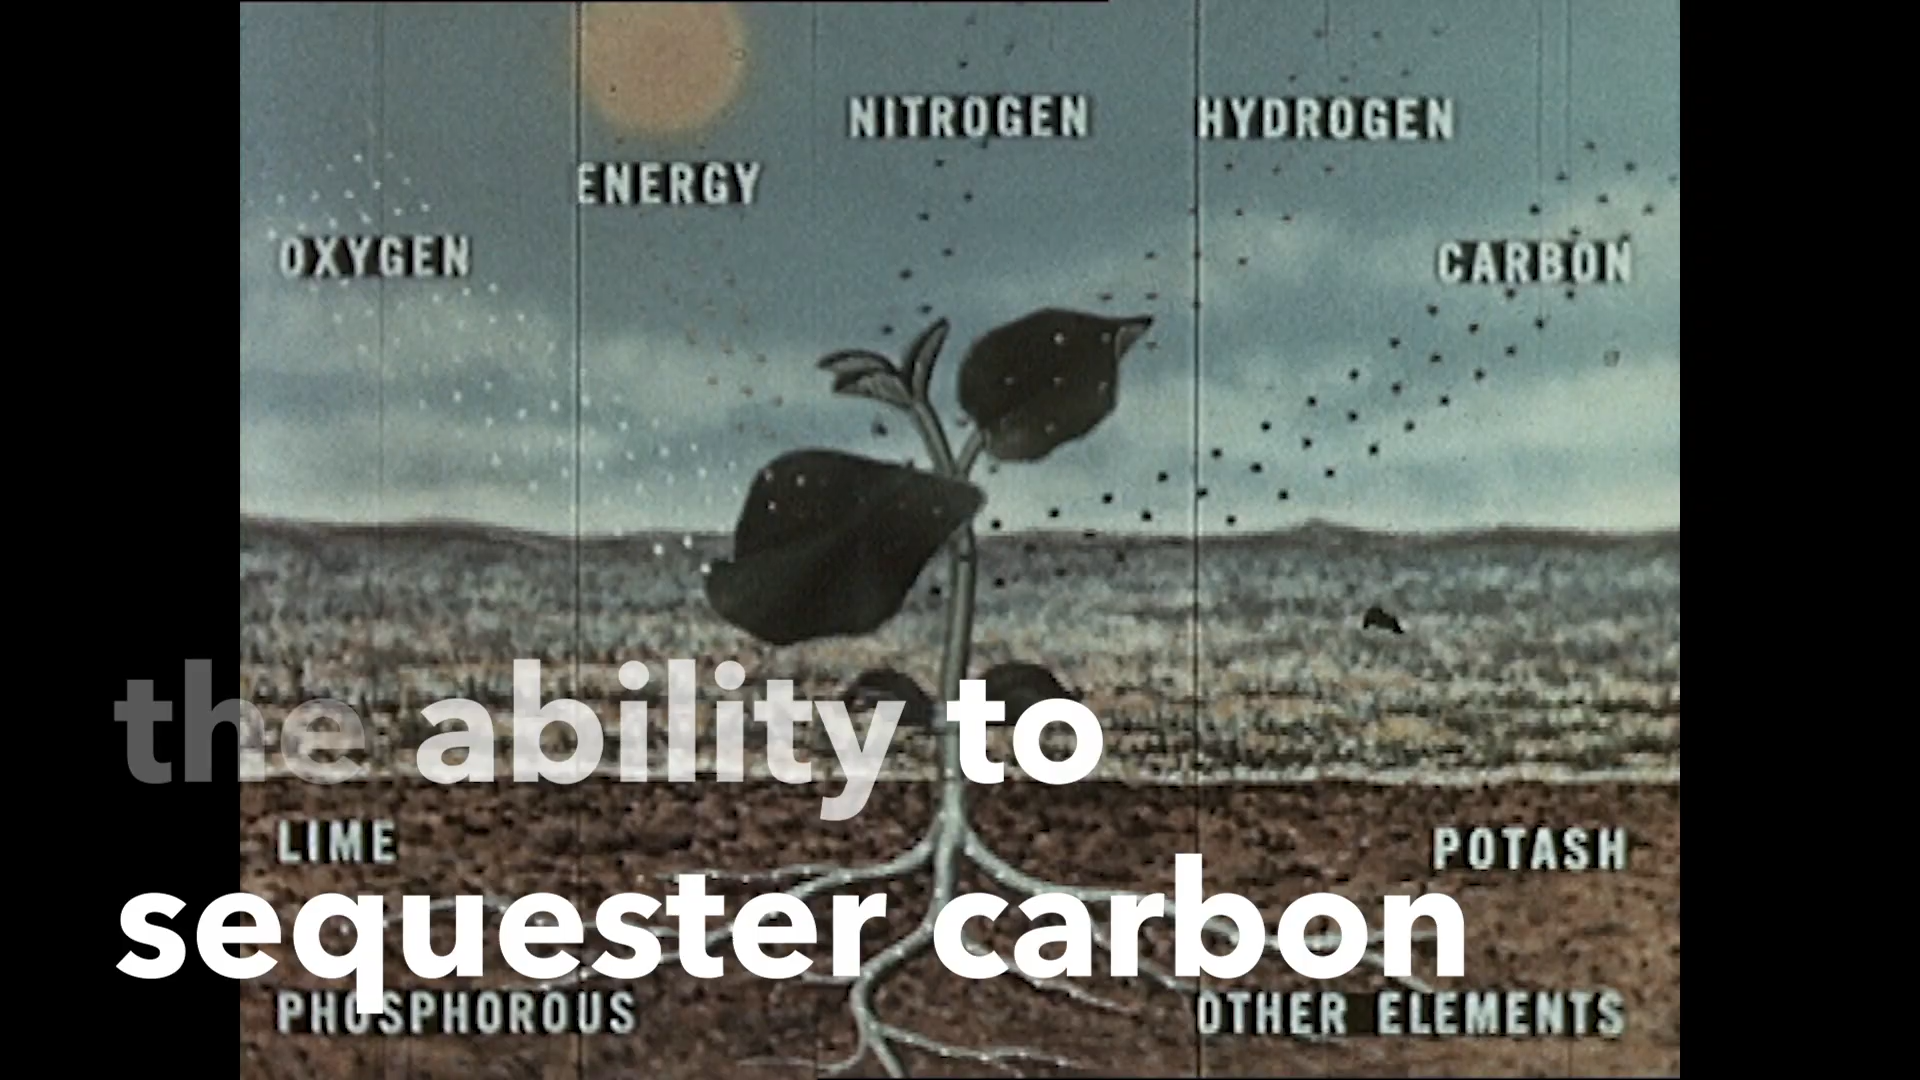 NITROGEN
HYDROGEN
ENERGY
OXYGEN
CARBON
the ability to
LIME
POTASH
sequester carbon
PHOSPHOROUS
OTHER ELEMENTS